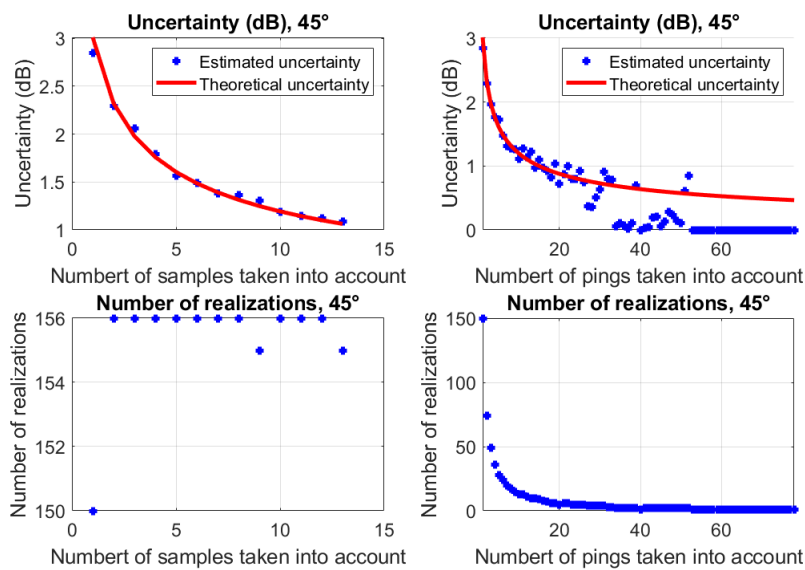 Uncertainty (dB), 45°
Uncertainty (dB)
3
2.5
2
1.5
1
Estimated uncertainty
Theoretical uncertainty
0
5
10
15
Numbert of samples taken into account
Uncertainty (dB), 45°
Uncertainty (dB)
3
2
1
0
Estimated uncertainty
Theoretical uncertainty
20
40
60
Numbert of pings taken into account
Number of realizations, 45°
Number of realizations
156
154
152
150
0
5
10
15
Numbert of samples taken into account
Number of realizations, 45°
Number of realizations
150
100
50
0
20
40
60
Numbert of pings taken into account